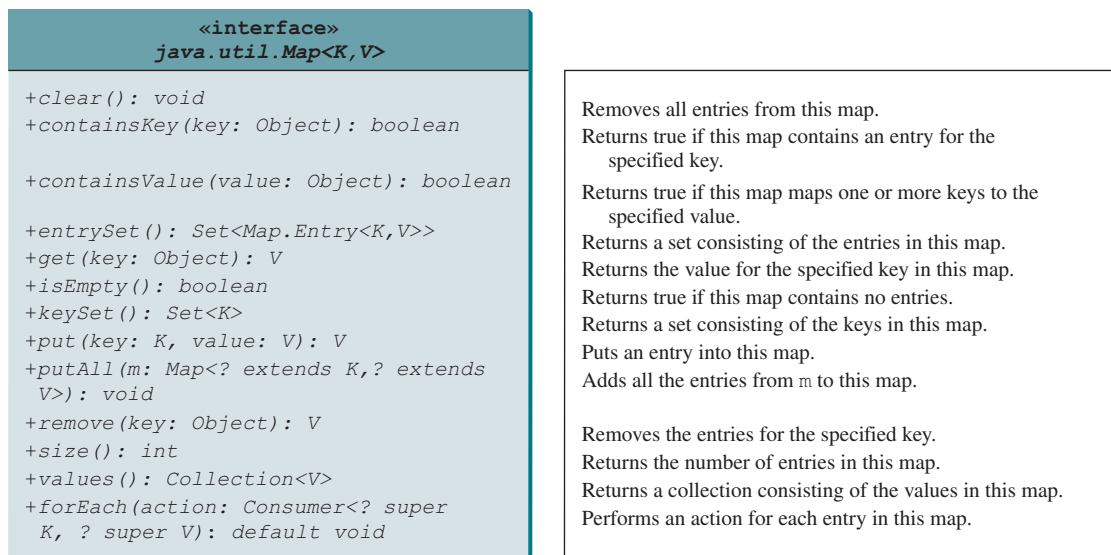 «interface»
java.util.Map<K,V>
+clear(): void
+containsKey(key: Object): boolean
+containsValue(value: Object): boolean
+entrySet(): Set<Map.Entry<K,V>>
+get(key: Object): V
+isEmpty(): boolean
+keySet(): Set<K>
+put(key: K, value: V): V
+putAll(m: Map<? extends K,? extends
V>): void
+remove(key: Object): V
+size(): int
+values(): Collection<V>
+forEach(action: Consumer<? super
K, ? super V): default void
Removes all entries from this map.
Returns true if this map contains an entry for the
specified key.
Returns true if this map maps one or more keys to the
specified value.
Returns a set consisting of the entries in this map.
Returns the value for the specified key in this map.
Returns true if this map contains no entries.
Returns a set consisting of the keys in this map.
Puts an entry into this map.
Adds all the entries from m to this map.
Removes the entries for the specified key.
Returns the number of entries in this map.
Returns a collection consisting of the values in this map.
Performs an action for each entry in this map.